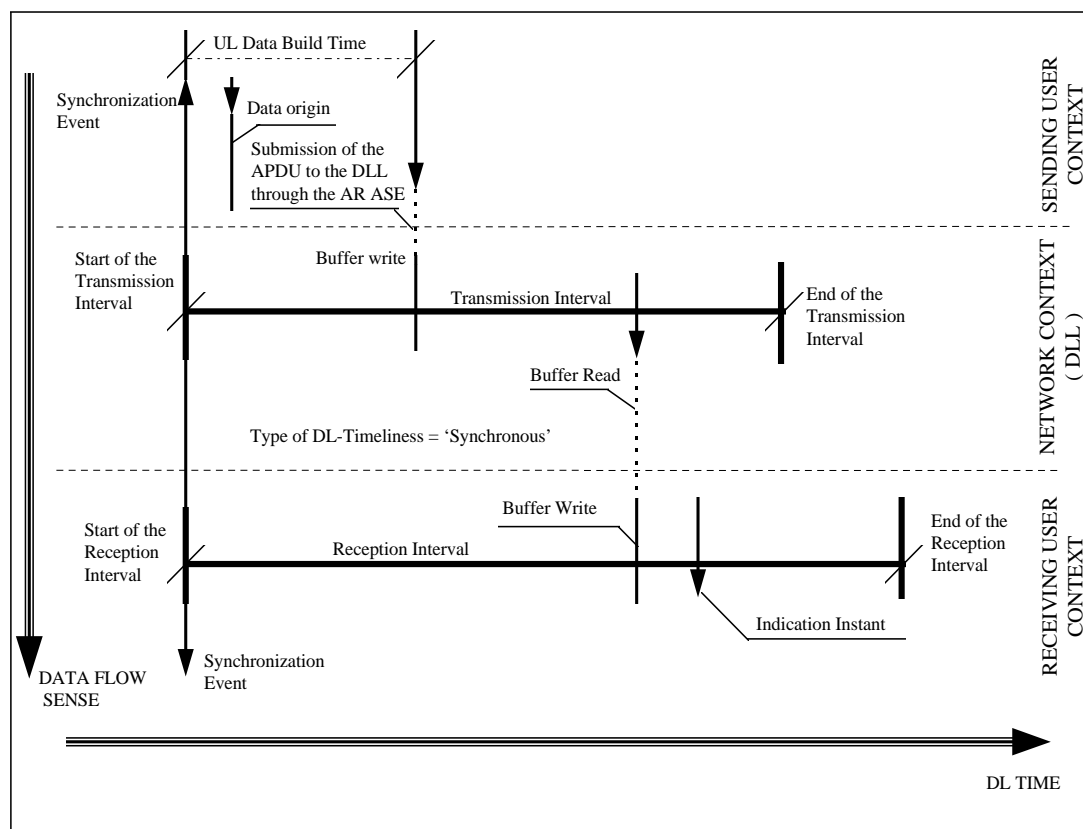 UL Data Build Time
Synchronization
Event
Data origin
Submission of the
APDU to the DLL
through the AR ASE
SENDING USER
CONTEXT
Start of the
Transmission
Interval
Buffer write
Transmission Interval
End of the
Transmission
Interval
Buffer Read
Type of DL-Timeliness = ‘Synchronous’
NETWORK CONTEXT
( DLL )
Start of the
Reception
Interval
Buffer Write
Reception Interval
End of the
Reception
Interval
Indication Instant
RECEIVING USER
CONTEXT
Synchronization
Event
DATA FLOW
SENSE
DL TIME